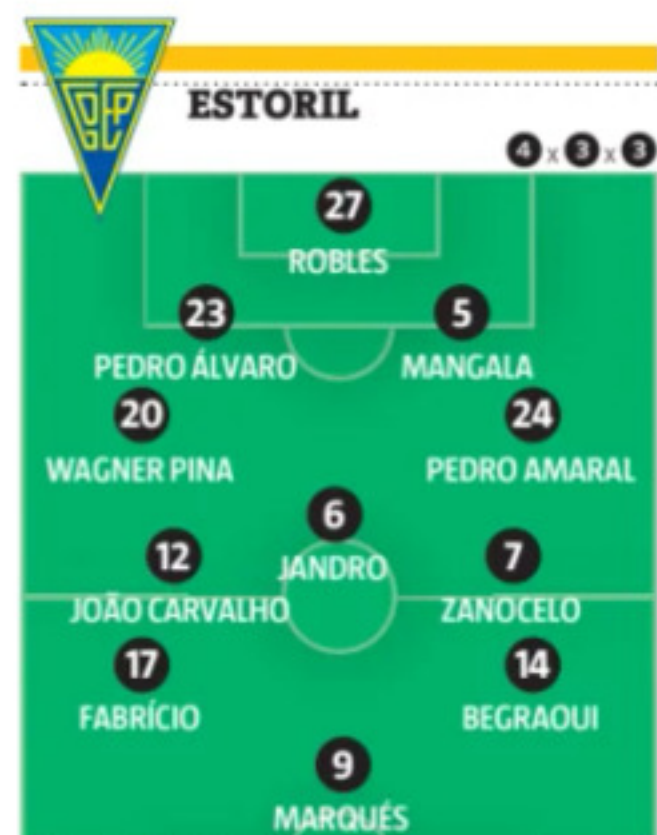 ESTORIL
4 x 3 x 3
27
ROBLES
23 5
PEDRO ÁLVARO MANGALA
20 24
WAGNER PINA PEDRO AMARAL
6
12 JANDRO 7
JOÃO CARVALHO ZANOCELO
17 14
FABRÍCIO BEGRAOUI
9
MARQUÉS